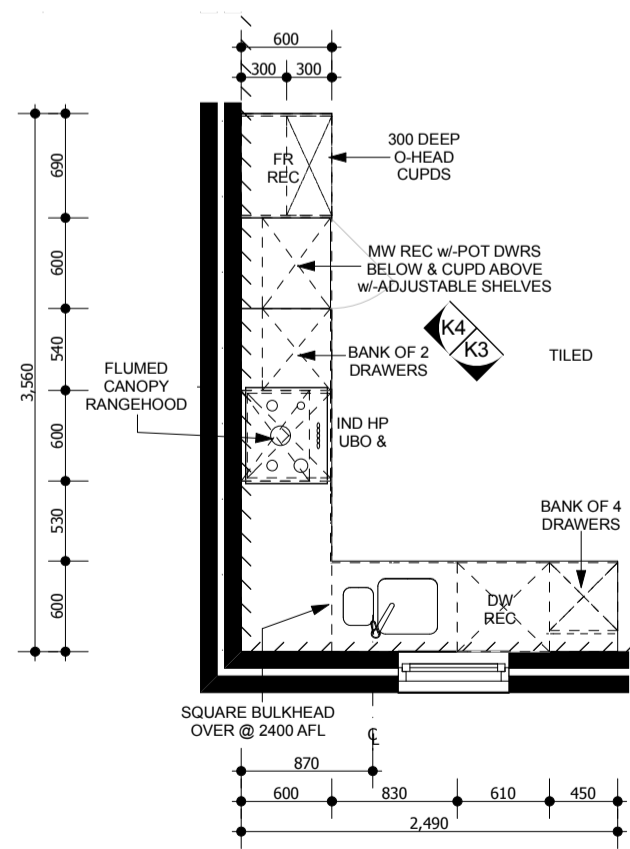 600
300 300
300 DEEP
O-HEAD
CUPDS
FR
REC
690
MW REC w/-POT DWRS
BELOW & CUPD ABOVE
w/-ADJUSTABLE SHELVES
600
K4
K3
TILED
BANK OF 2
DRAWERS
540
FLUMED
CANOPY
RANGEHOOD
3,560
600
IND HP
UBO &
530
BANK OF 4
DRAWERS
600
DW
REC
SQUARE BULKHEAD
OVER @ 2400 AFL
℄
870
600 830 610 450
2,490